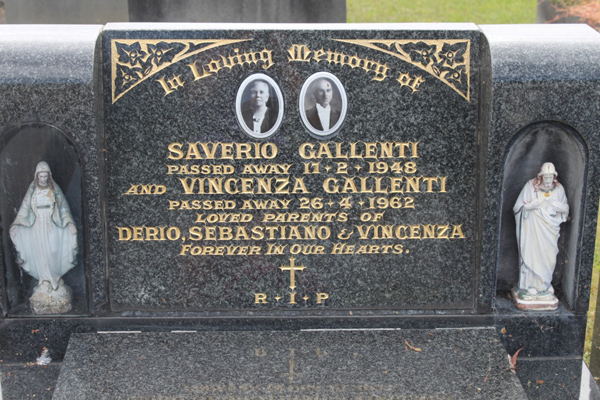 In Loving Memory of
SAVERIO GALLENTI
PASSED AWAY 17·2·1948
AND VINCENZA GALLENTI
PASSED AWAY 26·4·1962
LOVED PARENTS OF
DERIO, SEBASTIANO & VINCENZA
FOREVER IN OUR HEARTS.
R·I·P